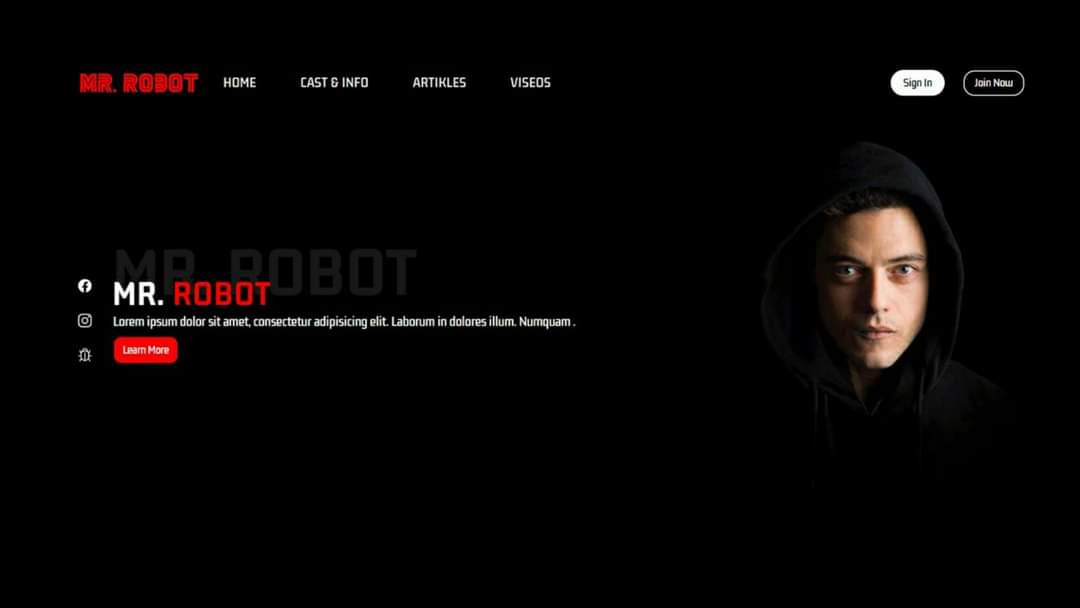 MR. ROBOT HOME CAST & INFO ARTIKLES VISEOS Sign In Join Now
MR. ROBOT
MR. ROBOT
Lorem ipsum dolor sit amet, consectetur adipisicing elit. Laborum in dolores illum. Numquam .
Learn More